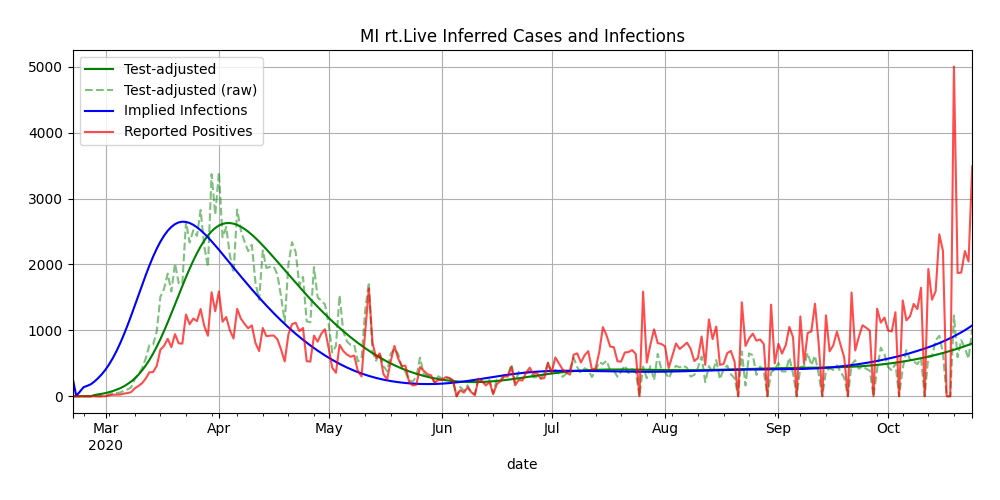 MI rt.Live Inferred Cases and Infections
Test-adjusted
Test-adjusted (raw)
Implied Infections
Reported Positives
5000
4000
3000
2000
1000
0
Mar Apr May Jun Jul Aug Sep Oct
2020
date